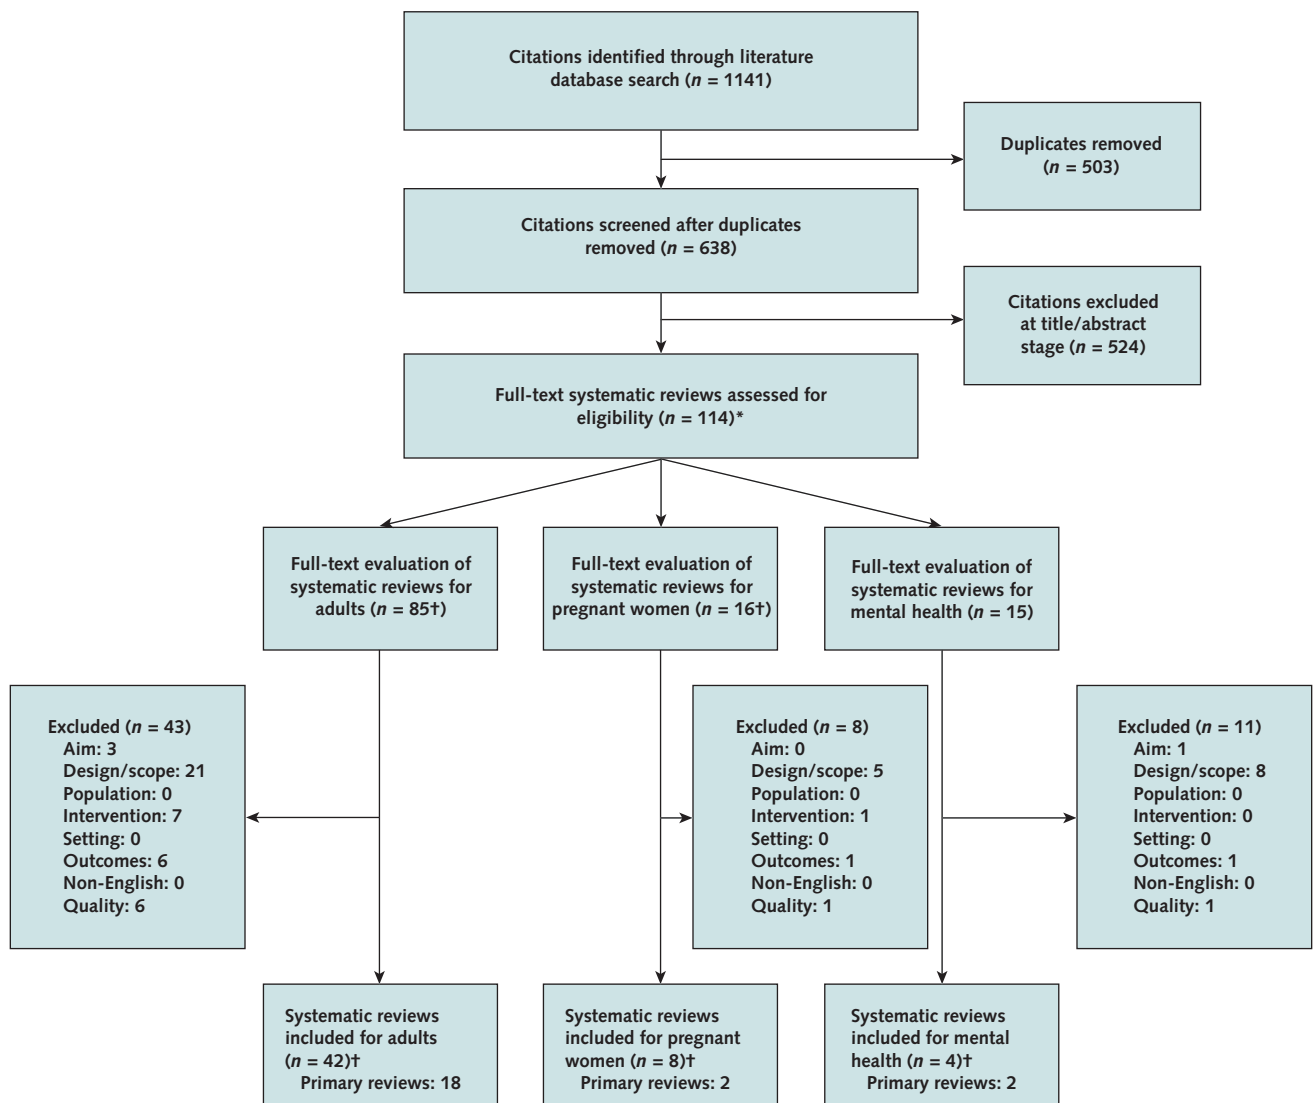 Citations identified through literature
database search (n = 1141)
Duplicates removed
(n = 503)
Citations screened after duplicates
removed (n = 638)
Citations excluded
at title/abstract
stage (n = 524)
Full-text systematic reviews assessed for
eligibility (n = 114)*
Full-text evaluation of
systematic reviews for
adults (n = 85†)
Full-text evaluation of
systematic reviews for
pregnant women (n = 16†)
Full-text evaluation of
systematic reviews for
mental health (n = 15)
Excluded (n = 43)
Aim: 3
Design/scope: 21
Population: 0
Intervention: 7
Setting: 0
Outcomes: 6
Non-English: 0
Quality: 6
Excluded (n = 8)
Aim: 0
Design/scope: 5
Population: 0
Intervention: 1
Setting: 0
Outcomes: 1
Non-English: 0
Quality: 1
Excluded (n = 11)
Aim: 1
Design/scope: 8
Population: 0
Intervention: 0
Setting: 0
Outcomes: 1
Non-English: 0
Quality: 1
Systematic reviews
included for adults
(n = 42)†
Primary reviews: 18
Systematic reviews
included for pregnant
women (n = 8)†
Primary reviews: 2
Systematic reviews
included for mental
health (n = 4)†
Primary reviews: 2